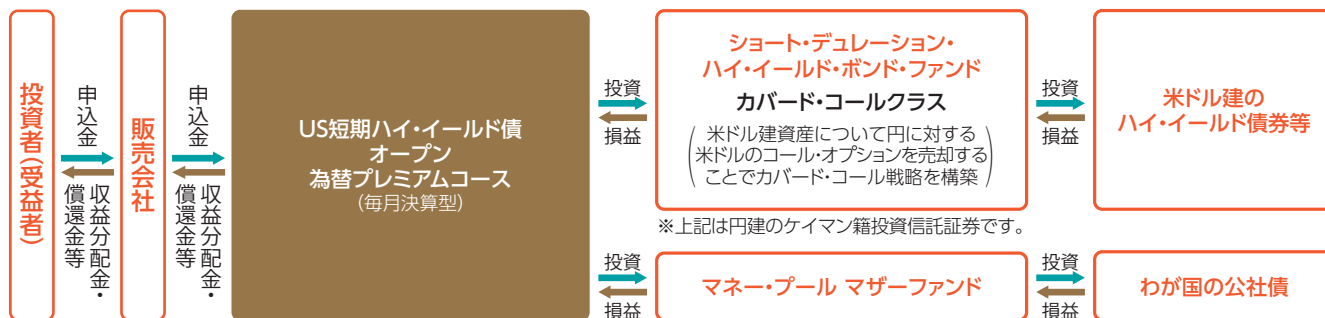 投資者(受益者)
申込金
収益分配金・
償還金等
販売会社
申込金
収益分配金・
償還金等
US短期ハイ・イールド債
オープン
為替プレミアムコース
(毎月決算型)
投資
損益
ショート・デュレーション・
ハイ・イールド・ボンド・ファンド
カバード・コールクラス
(米ドル建資産について円に対する
米ドルのコール・オプションを売却する
ことでカバード・コール戦略を構築)
※上記は円建のケイマン籍投資信託証券です。
投資
損益
米ドル建の
ハイ・イールド債券等
投資
損益
マネー・プール マザーファンド
投資
損益
わが国の公社債